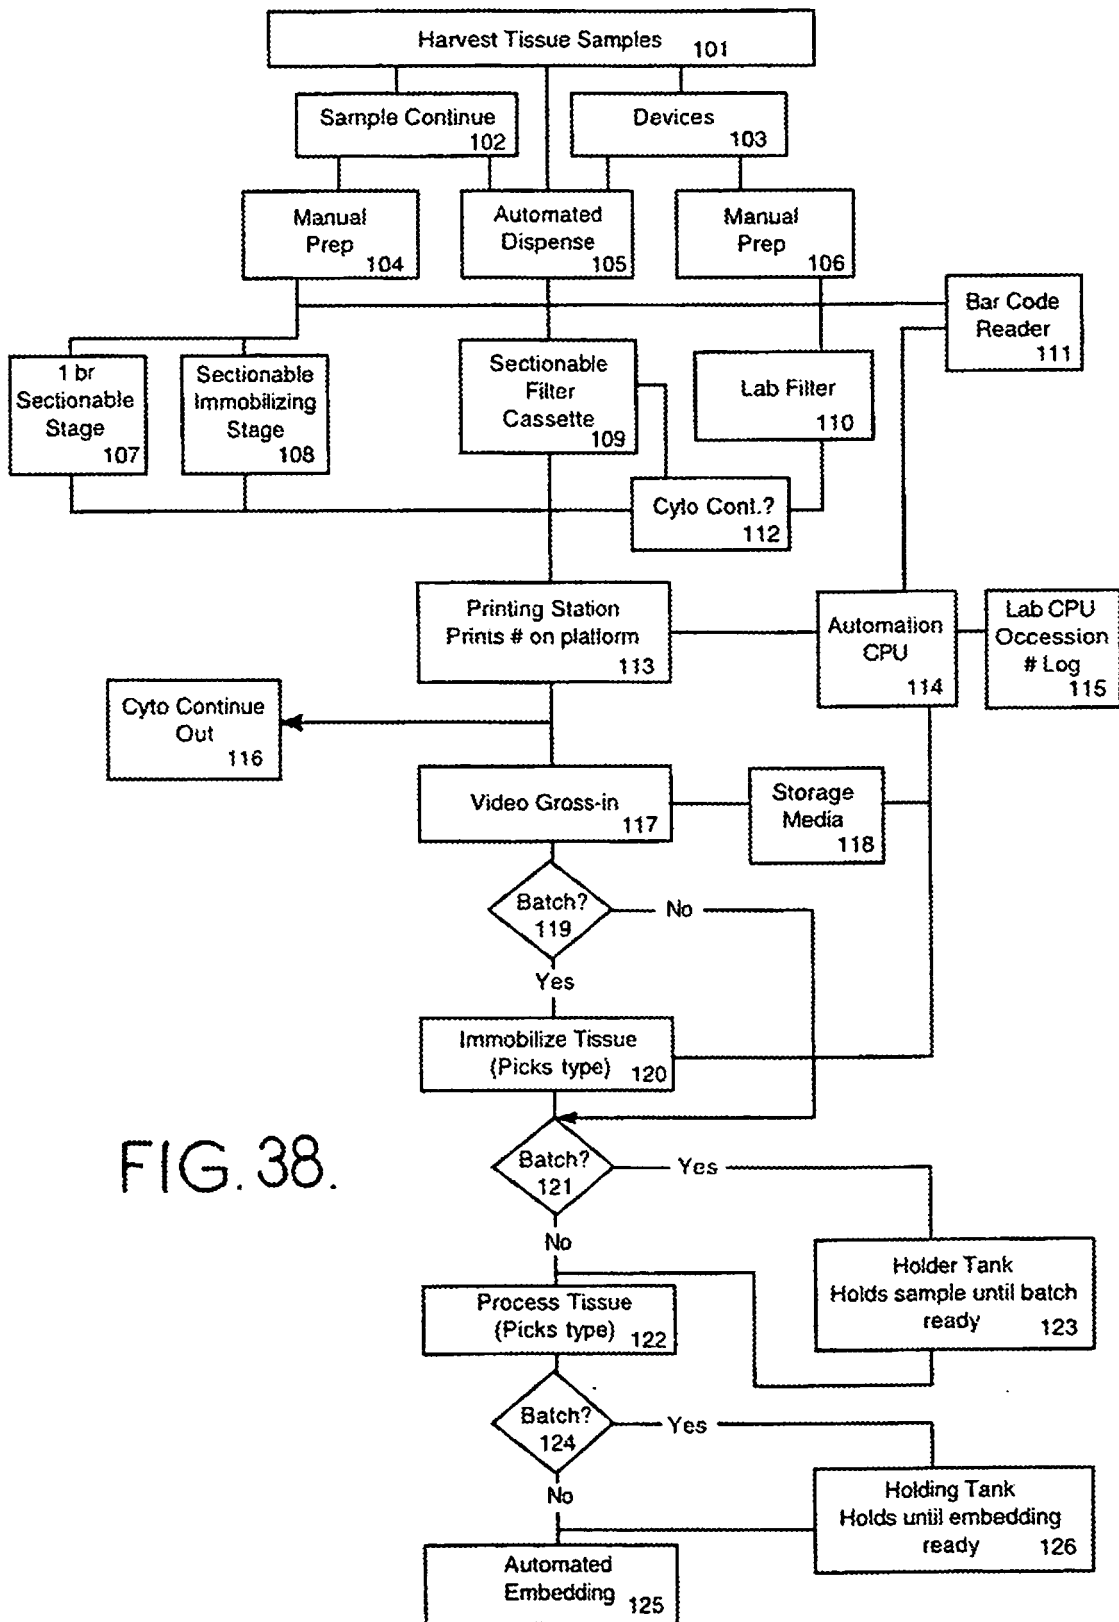 Harvest Tissue Samples 101
Sample Continue
102
Devices
103
Manual
Prep
104
Automated
Dispense
105
Manual
Prep
106
Bar Code
Reader
111
1 br
Sectionable
Stage
107
Sectionable
Immobilizing
Stage
108
Sectionable
Filter
Cassette
109
Lab Filter
110
Cyto Cont.?
112
Printing Station
Prints # on platform
113
Automation
CPU
114
Lab CPU
Occession
# Log
115
Cyto Continue
Out
116
Video Gross-in
117
Storage
Media
118
Batch?
119
No
Yes
Immobilize Tissue
(Picks type)
120
FIG. 38.
Batch?
121
Yes
No
Holder Tank
Holds sample until batch
ready
123
Process Tissue
(Picks type)
122
Batch?
124
Yes
No
Holding Tank
Holds until embedding
ready
126
Automated
Embedding
125